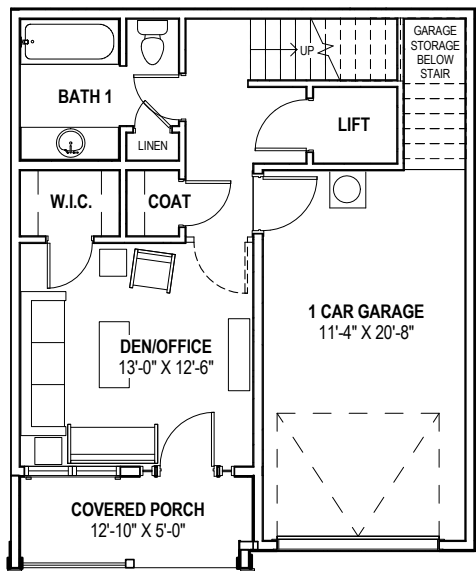 GARAGE
STORAGE
BELOW
STAIR
UP
BATH 1
LIFT
LINEN
W.I.C.
COAT
1 CAR GARAGE
11'-4" X 20'-8"
DEN/OFFICE
13'-0" X 12'-6"
COVERED PORCH
12'-10" X 5'-0"